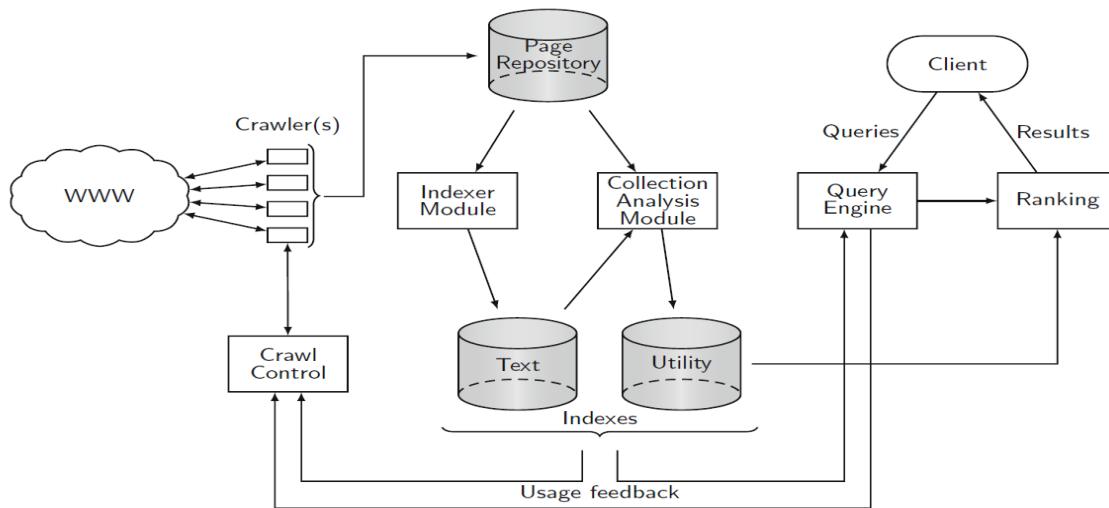 Page
Repository
Client
Crawler(s)
Queries
Results
WWW
Indexer
Module
Collection
Analysis
Module
Query
Engine
Ranking
Crawl
Control
Text
Utility
Indexes
Usage feedback